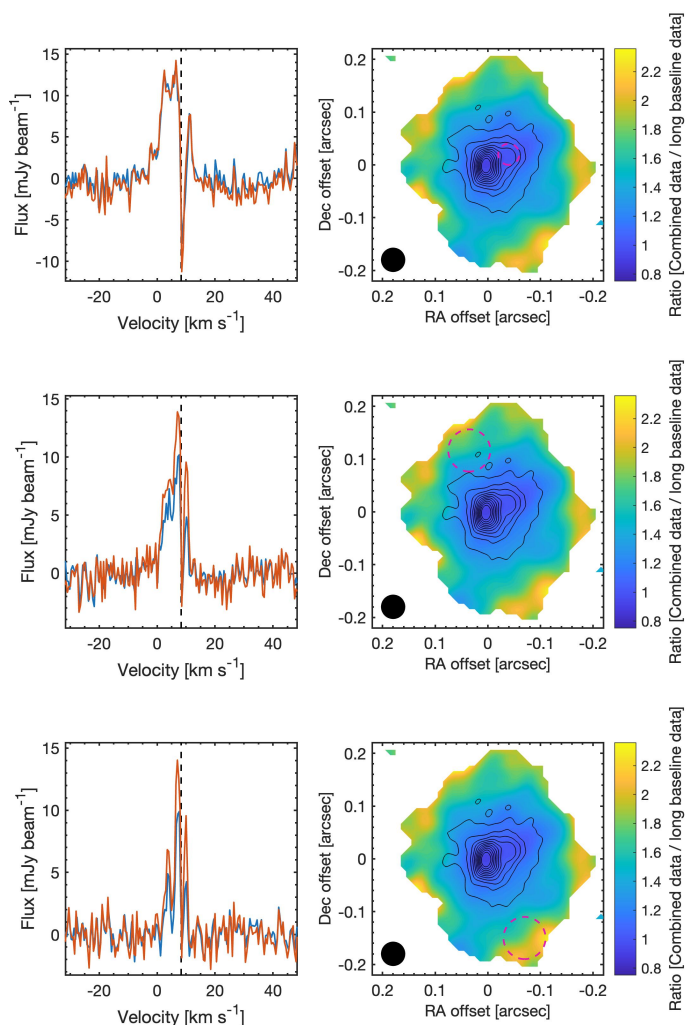 Flux [mJy beam⁻¹]
15
10
5
0
-5
-10
-20 0 20 40
Velocity [km s⁻¹]
Dec offset [arcsec]
0.2
0.1
0
-0.1
-0.2
0.2 0.1 0 -0.1 -0.2
RA offset [arcsec]
2.2
2
1.8
1.6
1.4
1.2
1
0.8
Ratio [Combined data / long baseline data]
Flux [mJy beam⁻¹]
15
10
5
0
-20 0 20 40
Velocity [km s⁻¹]
Dec offset [arcsec]
0.2
0.1
0
-0.1
-0.2
0.2 0.1 0 -0.1 -0.2
RA offset [arcsec]
2.2
2
1.8
1.6
1.4
1.2
1
0.8
Ratio [Combined data / long baseline data]
Flux [mJy beam⁻¹]
15
10
5
0
-20 0 20 40
Velocity [km s⁻¹]
Dec offset [arcsec]
0.2
0.1
0
-0.1
-0.2
0.2 0.1 0 -0.1 -0.2
RA offset [arcsec]
2.2
2
1.8
1.6
1.4
1.2
1
0.8
Ratio [Combined data / long baseline data]